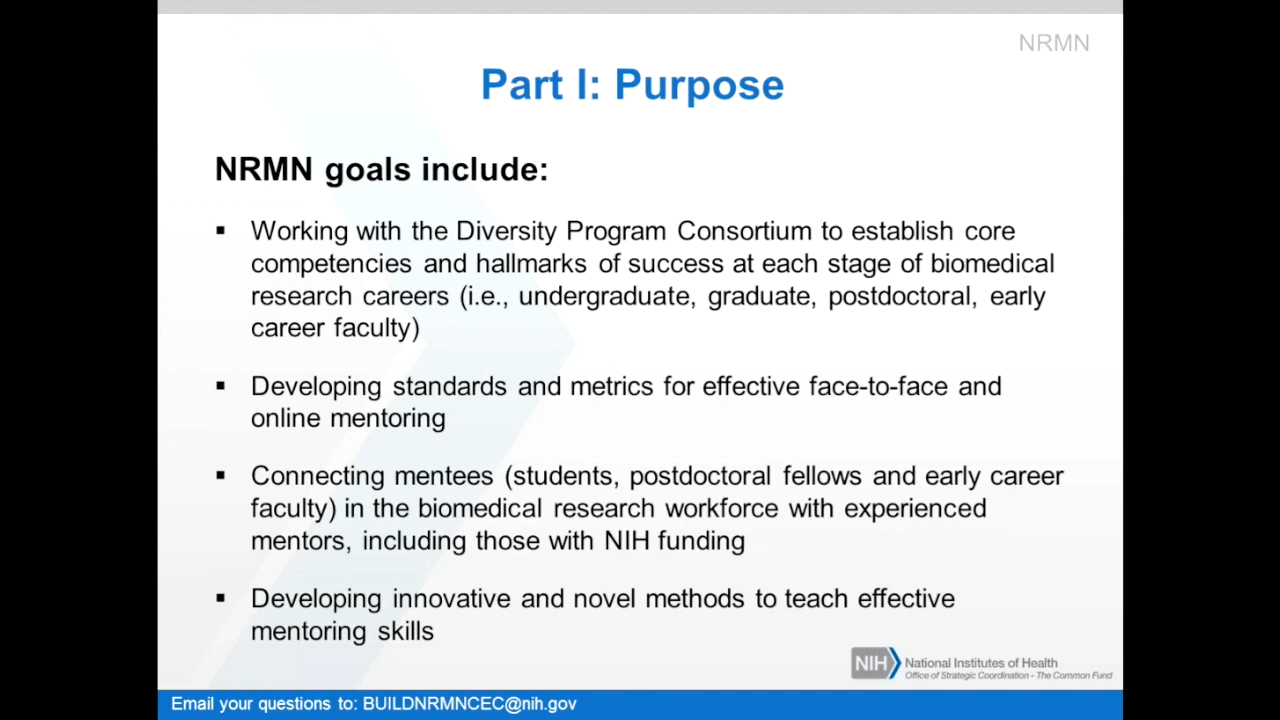 NRMN
Part I: Purpose
NRMN goals include:
▪ Working with the Diversity Program Consortium to establish core
competencies and hallmarks of success at each stage of biomedical
research careers (i.e., undergraduate, graduate, postdoctoral, early
career faculty)
▪ Developing standards and metrics for effective face-to-face and
online mentoring
▪ Connecting mentees (students, postdoctoral fellows and early career
faculty) in the biomedical research workforce with experienced
mentors, including those with NIH funding
▪ Developing innovative and novel methods to teach effective
mentoring skills
NIH National Institutes of Health
Office of Strategic Coordination - The Common Fund
Email your questions to: BUILDNRMNCEC@nih.gov